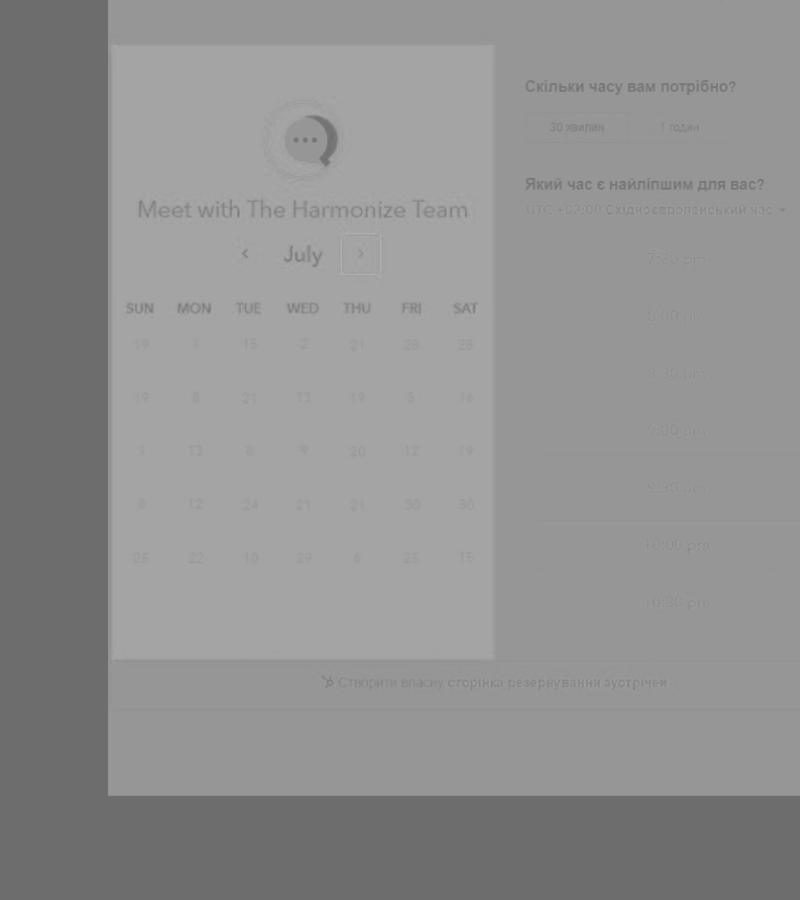 Meet with The Harmonize Team
July
SUN MON TUE WED THU FRI SAT
19 1 15 2 21 28 28
19 8 21 13 19 5 16
1 13 8 9 20 12 19
8 12 24 21 21 30 30
25 22 10 29 6 25 15
Скільки часу вам потрібно?
30 хвилин 1 годин
Який час є найліпшим для вас?
UTC +03:00 Східноєвропейський час
7:30 pm
8:00 pm
8:30 pm
9:00 pm
9:30 pm
10:00 pm
10:30 pm
Створити власну сторінка резервування зустрічей